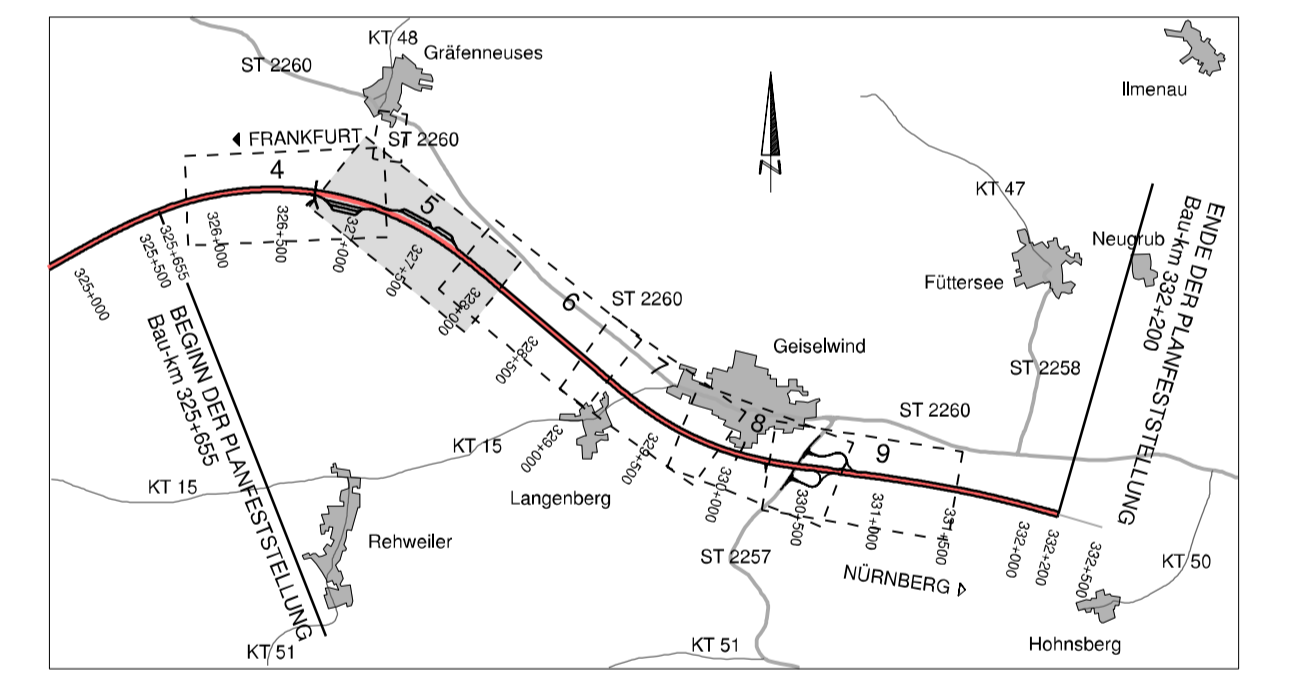 KT 48
Gräfenneuses
ST 2260
Ilmenau
FRANKFURT
ST 2260
4
KT 47
5
Neugrub
ENDE DER PLANFESTSTELLUNG
Bau-km 332+200
Füttersee
325+000
325+500
325+655
326+000
326+500
327+000
327+500
328+000
328+500
6
ST 2260
BEGINN DER PLANFESTSTELLUNG
Bau-km 325+655
7
Geiselwind
ST 2258
ST 2260
8
9
KT 15
KT 15
329+000
329+500
330+000
330+500
331+000
331+500
332+000
332+200
332+500
Langenberg
Rehweiler
ST 2257
NÜRNBERG
KT 50
KT 51
KT 51
Hohnsberg
N